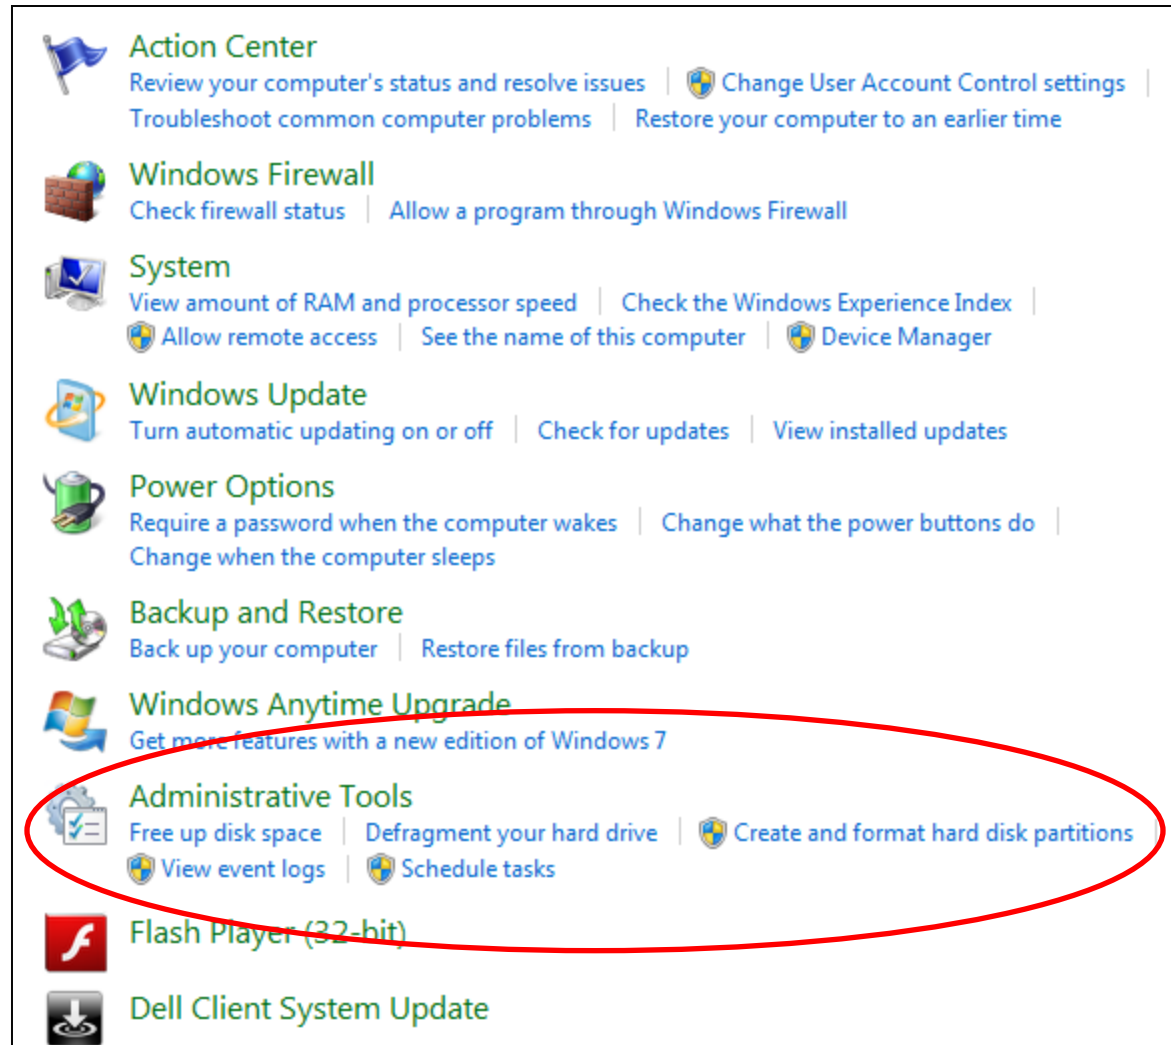 Action Center
Review your computer's status and resolve issues | Change User Account Control settings |
Troubleshoot common computer problems | Restore your computer to an earlier time
Windows Firewall
Check firewall status | Allow a program through Windows Firewall
System
View amount of RAM and processor speed | Check the Windows Experience Index |
Allow remote access | See the name of this computer | Device Manager
Windows Update
Turn automatic updating on or off | Check for updates | View installed updates
Power Options
Require a password when the computer wakes | Change what the power buttons do |
Change when the computer sleeps
Backup and Restore
Back up your computer | Restore files from backup
Windows Anytime Upgrade
Get more features with a new edition of Windows 7
Administrative Tools
Free up disk space | Defragment your hard drive | Create and format hard disk partitions |
View event logs | Schedule tasks
Flash Player (32-bit)
Dell Client System Update